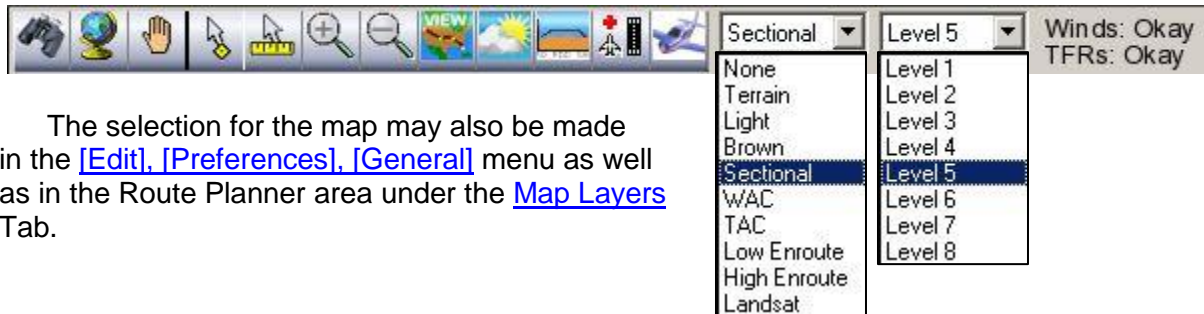 VIEW
Sectional
Level 5
Winds: Okay
TFRs: Okay
The selection for the map may also be made
in the [Edit], [Preferences], [General] menu as well
as in the Route Planner area under the Map Layers
Tab.
None
Terrain
Light
Brown
Sectional
WAC
TAC
Low Enroute
High Enroute
Landsat
Level 1
Level 2
Level 3
Level 4
Level 5
Level 6
Level 7
Level 8